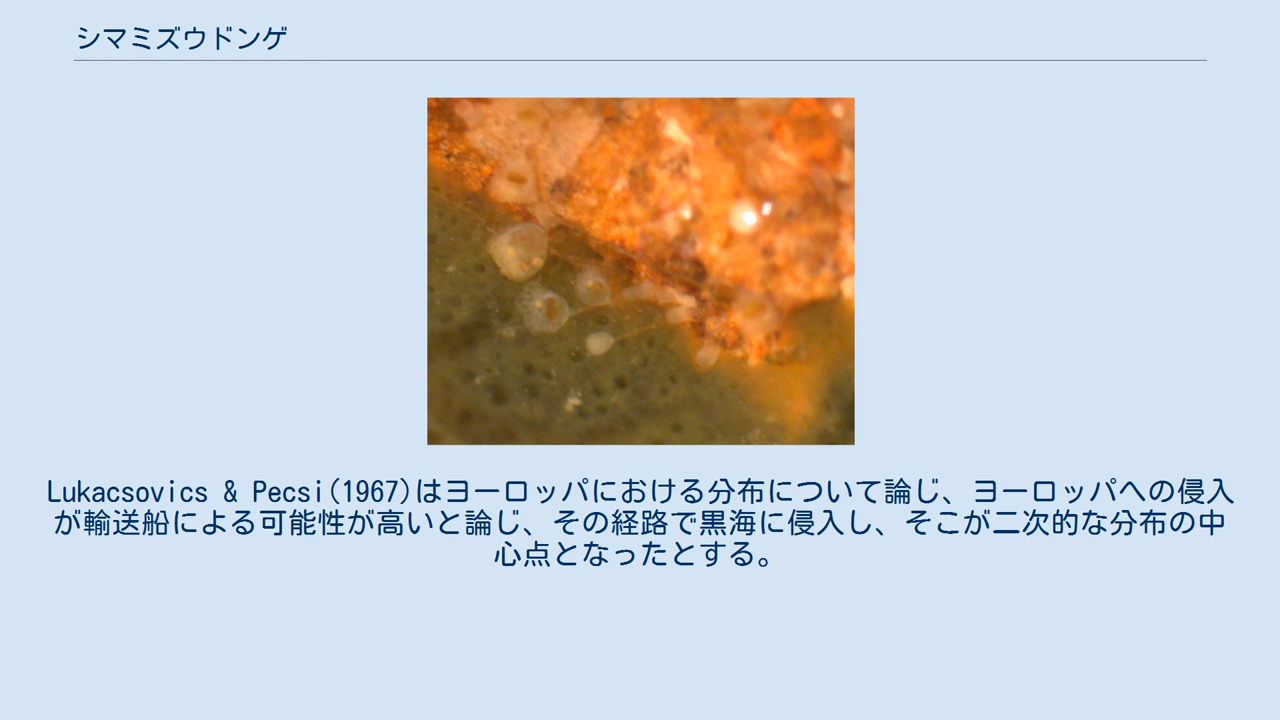 シマミズウドンゲ
Lukacsovics & Pecsi(1967)はヨーロッパにおける分布について論じ、ヨーロッパへの侵入
が輸送船による可能性が高いと論じ、その経路で黒海に侵入し、そこが二次的な分布の中
心点となったとする。